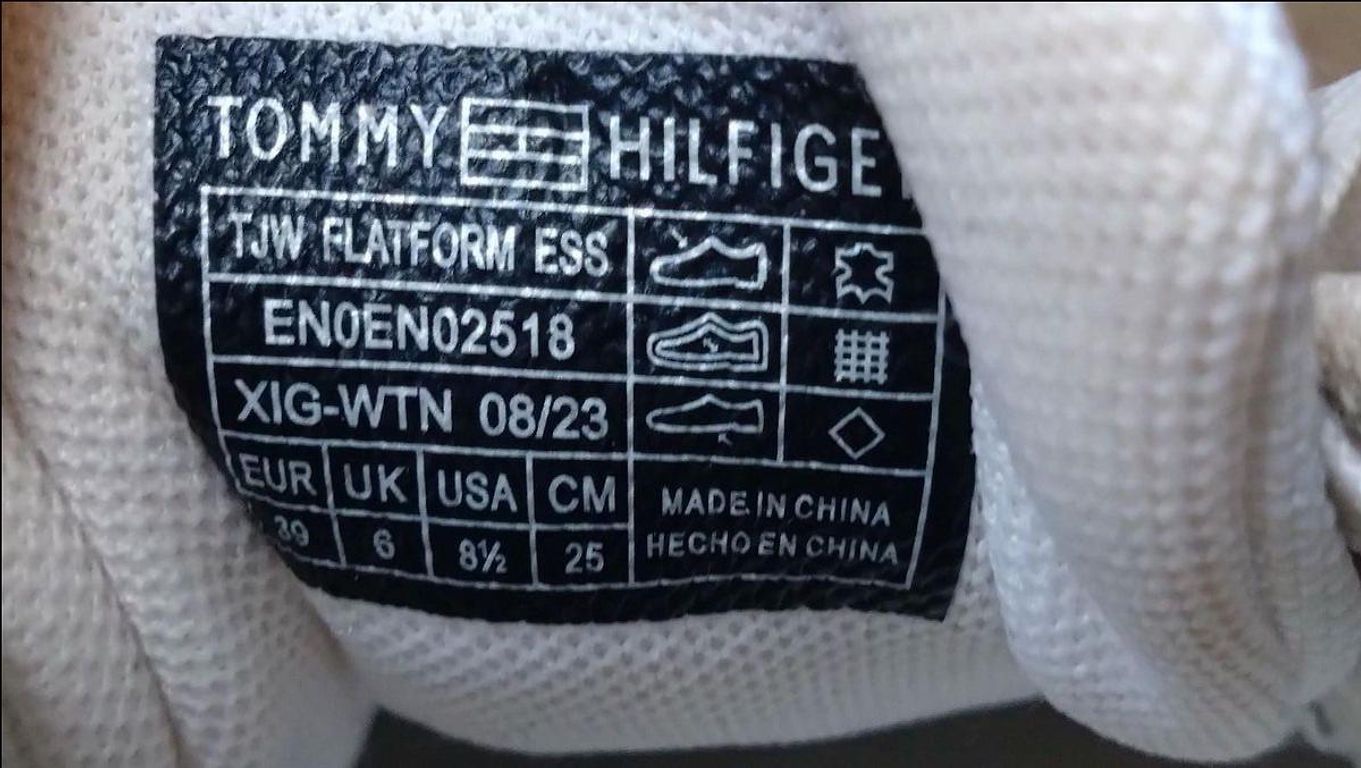 TOMMY HILFIGE
TJW FLATFORM ESS
EN0EN02518
XIG-WTN 08/23
EUR UK USA CM
39 6 8½ 25
MADE IN CHINA
HECHO EN CHINA